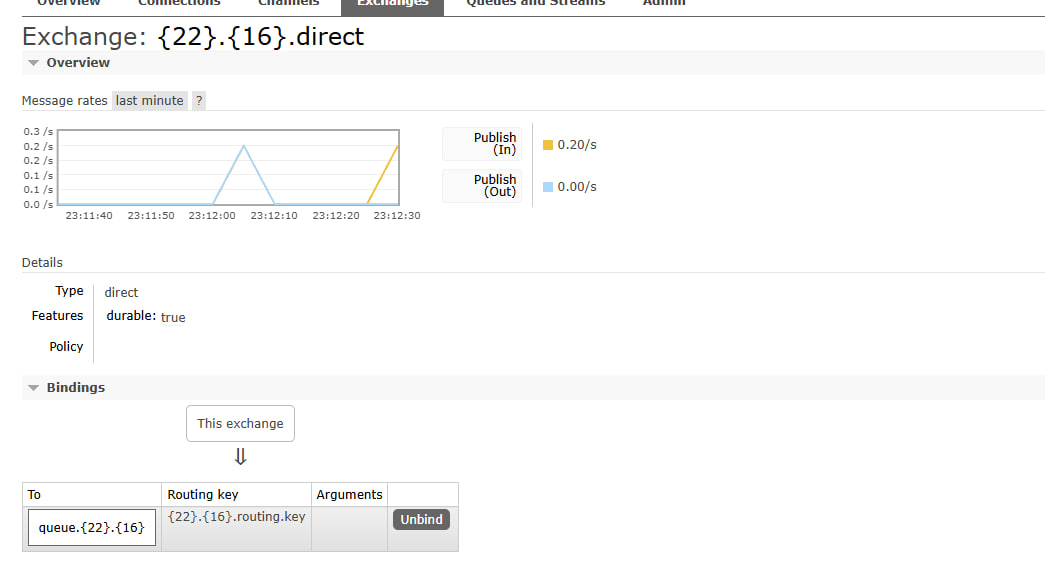 Overview Connections Channels Exchanges Queues and Streams Admin
Exchange: {22}.{16}.direct
Overview
Message rates last minute ?
0.3 /s
0.2 /s
0.2 /s
0.1 /s
0.1 /s
0.0 /s
23:11:40 23:11:50 23:12:00 23:12:10 23:12:20 23:12:30
Publish
(In)
0.20/s
Publish
(Out)
0.00/s
Details
Type direct
Features durable: true
Policy
Bindings
This exchange
⇓
To Routing key Arguments
queue.{22}.{16} {22}.{16}.routing.key Unbind